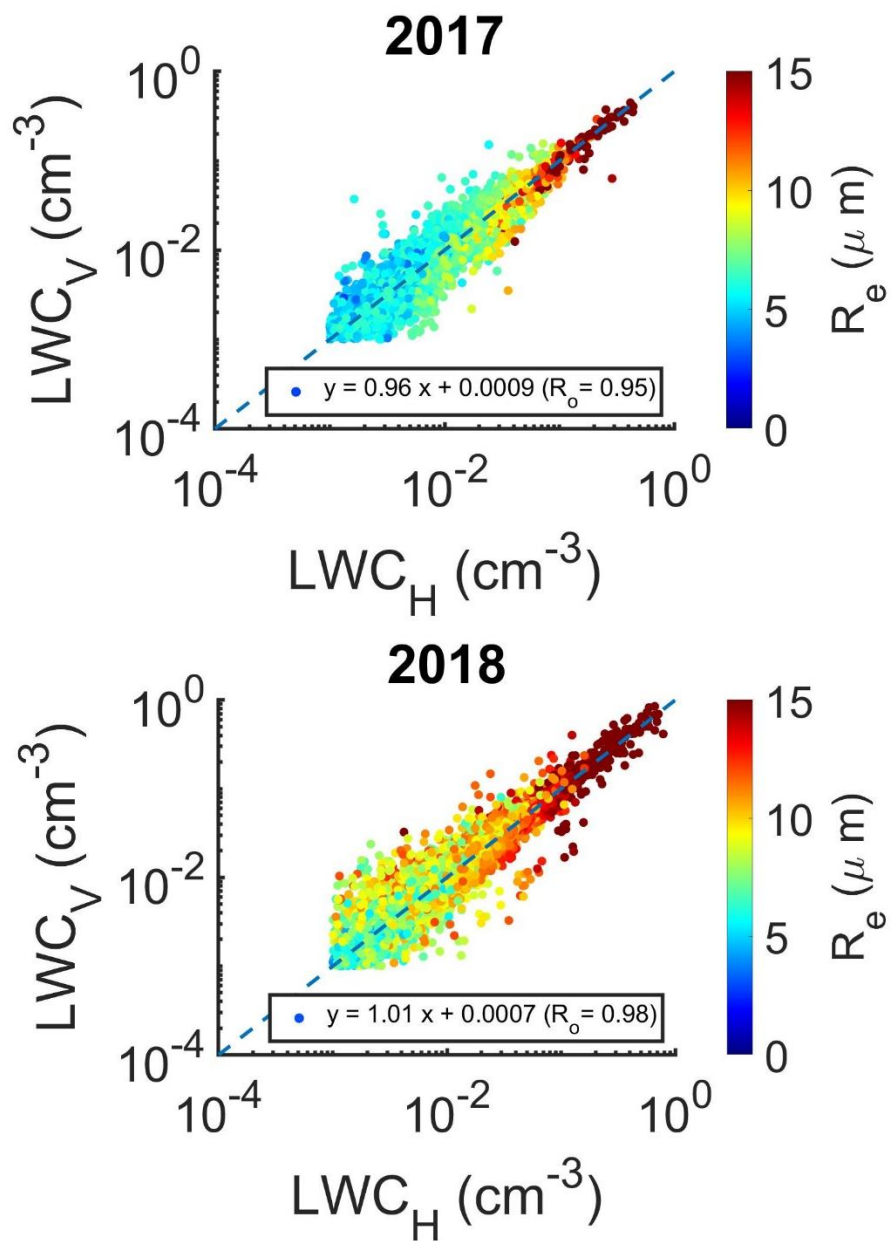 2017
10^0
10^-2
10^-4
LWC_V (cm^-3)
y = 0.96 x + 0.0009 (R_o= 0.95)
10^-4
10^-2
10^0
LWC_H (cm^-3)
15
10
5
0
R_e (μ m)
2018
10^0
10^-2
10^-4
LWC_V (cm^-3)
y = 1.01 x + 0.0007 (R_o= 0.98)
10^-4
10^-2
10^0
LWC_H (cm^-3)
15
10
5
0
R_e (μ m)